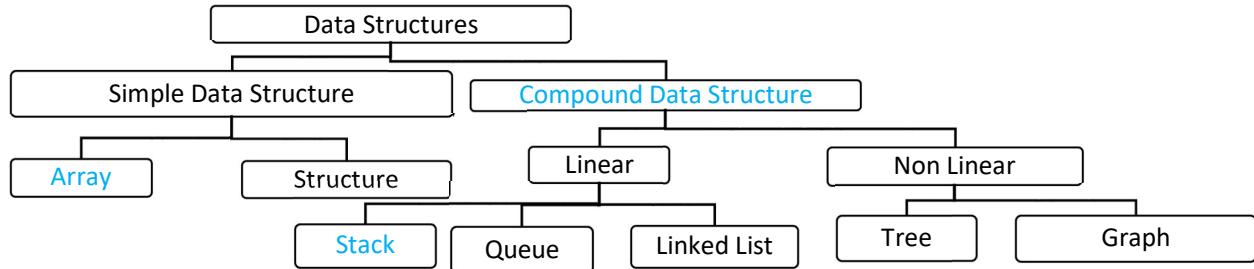 Data Structures
Simple Data Structure
Compound Data Structure
Array
Structure
Linear
Non Linear
Stack
Queue
Linked List
Tree
Graph